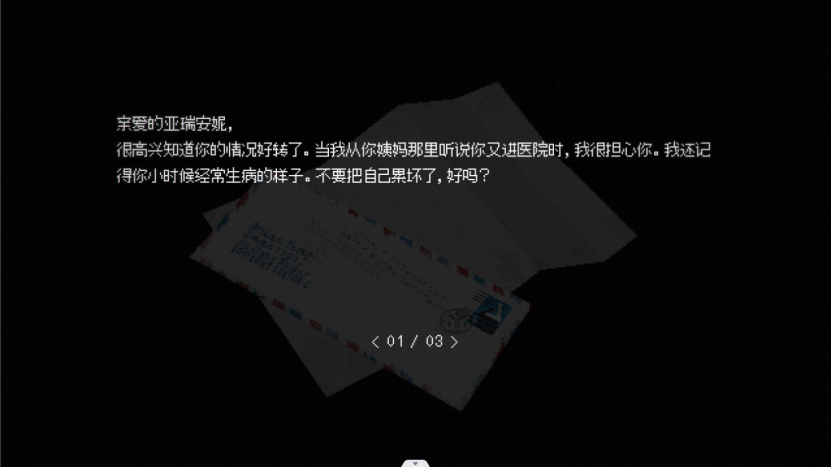 亲爱的亚瑞安妮，
很高兴知道你的情况好转了。当我从你姨妈那里听说你又进医院时，我很担心你。我还记
得你小时候经常生病的样子。不要把自己累坏了，好吗？
< 01 / 03 >